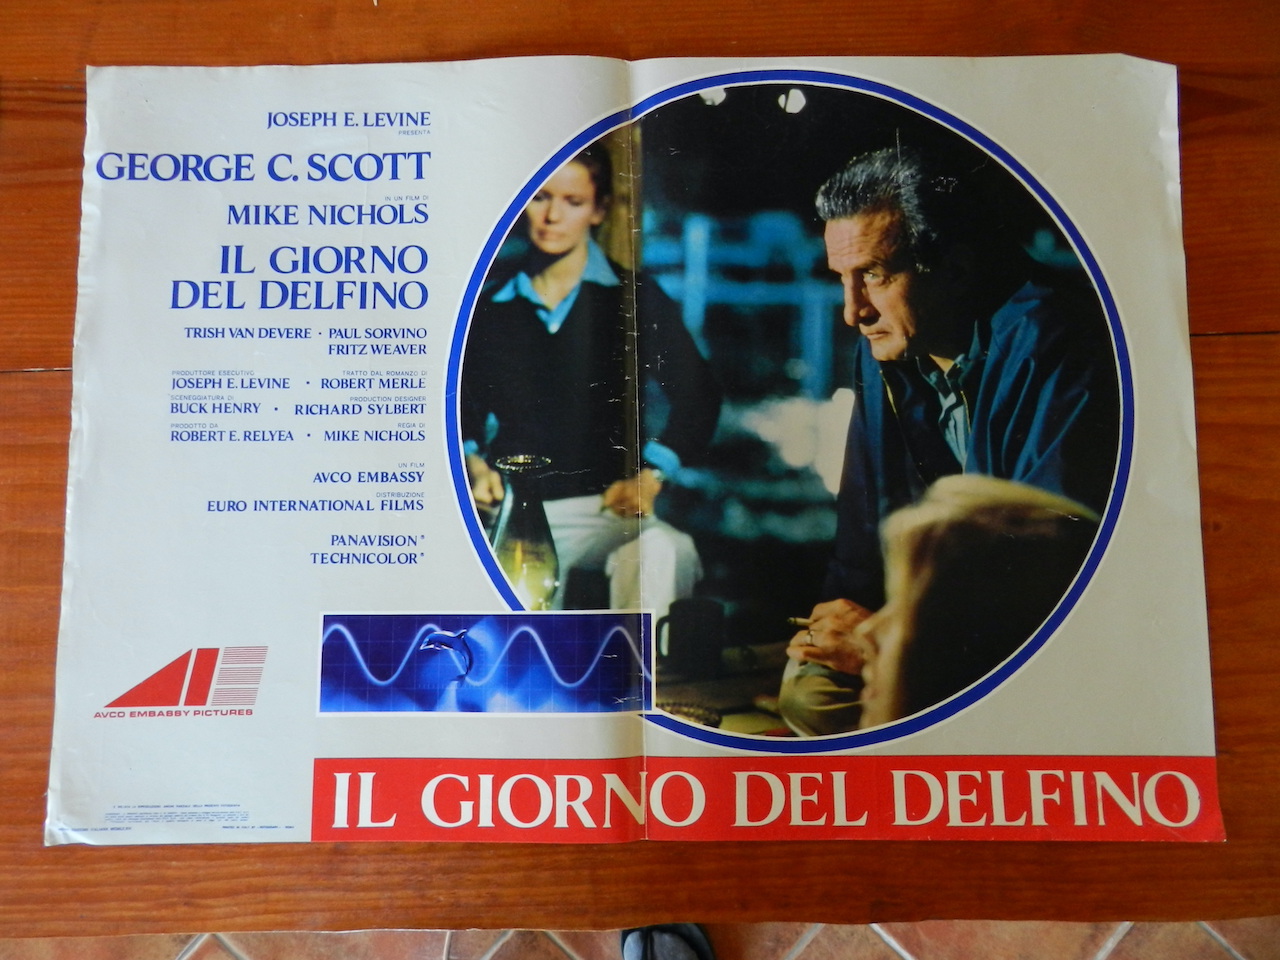 JOSEPH E. LEVINE
PRESENTA
GEORGE C. SCOTT
IN UN FILM DI
MIKE NICHOLS
IL GIORNO
DEL DELFINO
TRISH VAN DEVERE · PAUL SORVINO
FRITZ WEAVER
PRODUTTORE ESECUTIVO TRATTO DAL ROMANZO DI
JOSEPH E. LEVINE · ROBERT MERLE
SCENEGGIATURA DI PRODUCTION DESIGNER
BUCK HENRY · RICHARD SYLBERT
PRODOTTO DA REGIA DI
ROBERT E. RELYEA · MIKE NICHOLS
UN FILM
AVCO EMBASSY
DISTRIBUZIONE
EURO INTERNATIONAL FILMS
PANAVISION®
TECHNICOLOR®
AVCO EMBASSY PICTURES
IL GIORNO DEL DELFINO